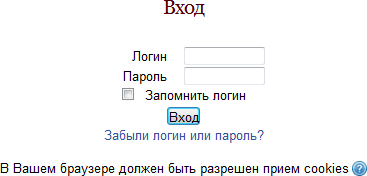 Вход
Логин
Пароль
Запомнить логин
Вход
Забыли логин или пароль?
В Вашем браузере должен быть разрешен прием cookies ?